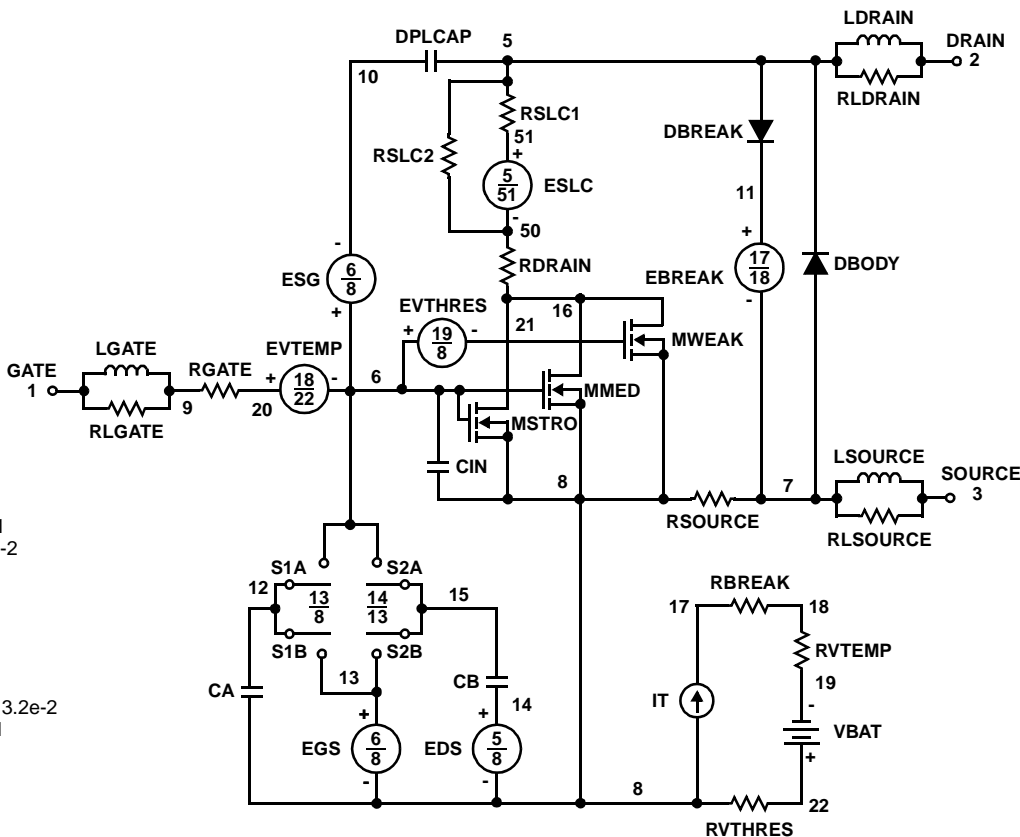 LDRAIN
DPLCAP 5 DRAIN
10 2
RLDRAIN
RSLC1
DBREAK
51
RSLC2 +
5
51
ESLC
11
-
50
- +
RDRAIN
17
18
EBREAK
DBODY
6
8
ESG
EVTHRES
16
-
+
+ 19
8 -
21
MWEAK
LGATE
EVTEMP
GATE
1
RGATE
+ 18
22 -
6
MMED
9 20
RLGATE
MSTRO
CIN
LSOURCE
8 7
SOURCE
3
RSOURCE
RLSOURCE
l
-2
S1A S2A
12
13
8
14
13
15
RBREAK
17 18
S1B S2B
RVTEMP
13
CA CB
19
14
IT
-
3.2e-2
l
+ +
VBAT
EGS 6
8
EDS 5
8
+
- -
8
22
RVTHRES